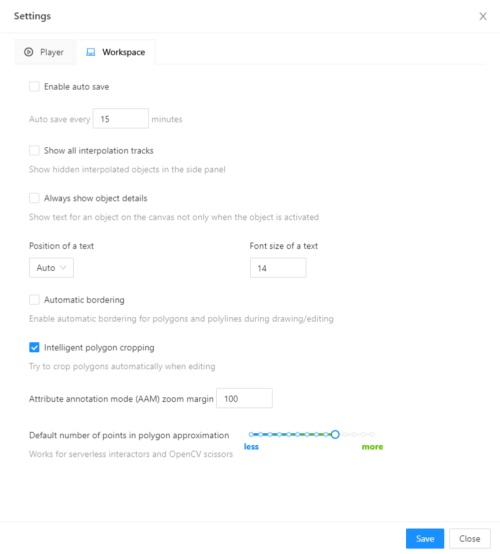 Settings
Player
Workspace
Enable auto save
Auto save every 15 minutes
Show all interpolation tracks
Show hidden interpolated objects in the side panel
Always show object details
Show text for an object on the canvas not only when the object is activated
Position of a text
Font size of a text
Auto
14
Automatic bordering
Enable automatic bordering for polygons and polylines during drawing/editing
Intelligent polygon cropping
Try to crop polygons automatically when editing
Attribute annotation mode (AAM) zoom margin 100
Default number of points in polygon approximation
less
more
Works for serverless interactors and OpenCV scissors
Save
Close